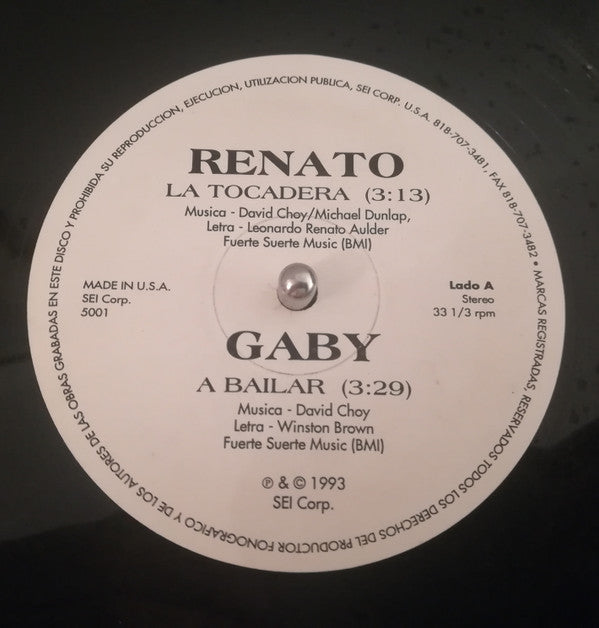 RENATO
LA TOCADERA (3:13)
Musica - David Choy/Michael Dunlap,
Letra - Leonardo Renato Aulder
Fuerte Suerte Music (BMI)
MADE IN U.S.A.
SEI Corp.
5001
Lado A
Stereo
33 1/3 rpm
GABY
A BAILAR (3:29)
Musica - David Choy
Letra - Winston Brown
Fuerte Suerte Music (BMI)
℗ & © 1993
SEI Corp.
MARCAS REGISTRADAS, RESERVADOS TODOS LOS DERECHOS DEL PRODUCTOR FONOGRAFICO Y DE LOS AUTORES DE LAS OBRAS GRABADAS EN ESTE DISCO Y PROHIBIDA SU REPRODUCCION, EJECUCION, UTILIZACION PUBLICA, SEI CORP. U.S.A. 818-707-3481, FAX 818-707-3482 •